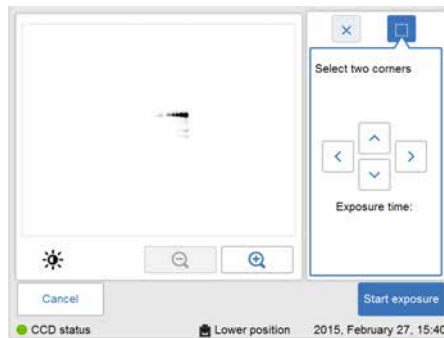 Select two corners
Exposure time:
Cancel
Start exposure
CCD status
Lower position
2015, February 27, 15:40